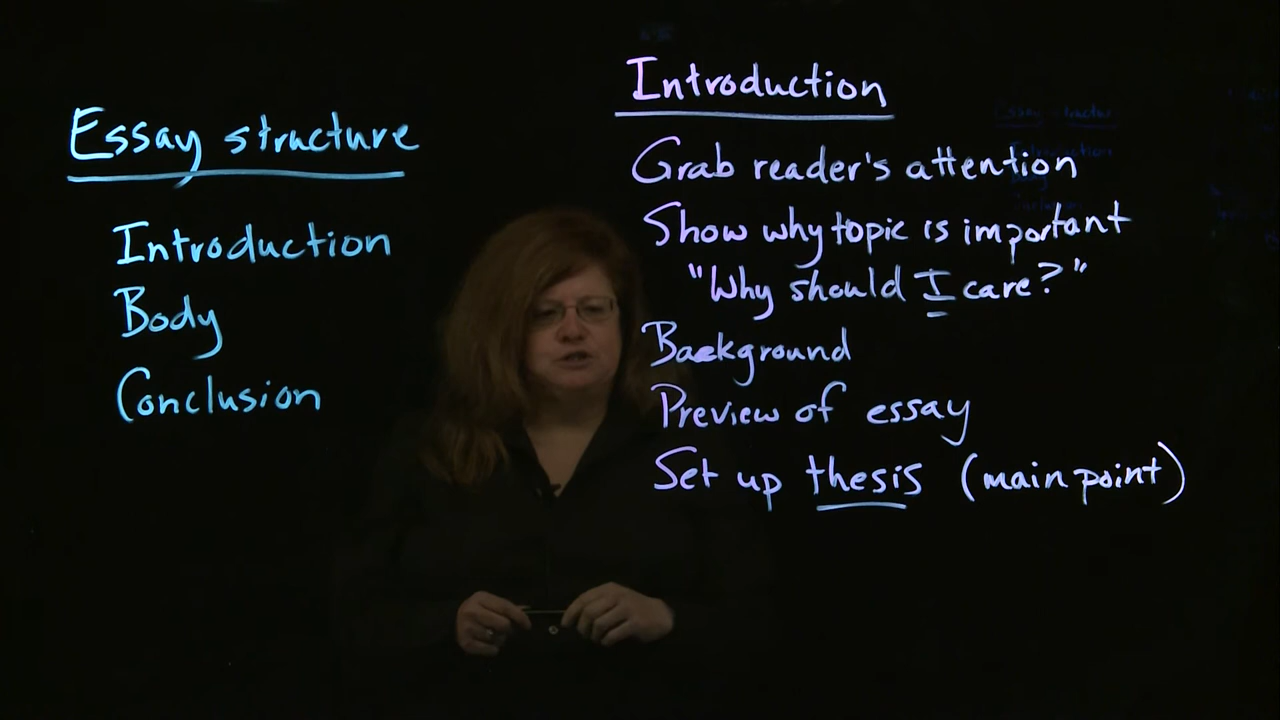 Essay structure
Introduction
Body
Conclusion
Introduction
Grab reader's attention
Show why topic is important
"Why should I care?"
Background
Preview of essay
Set up thesis (main point)